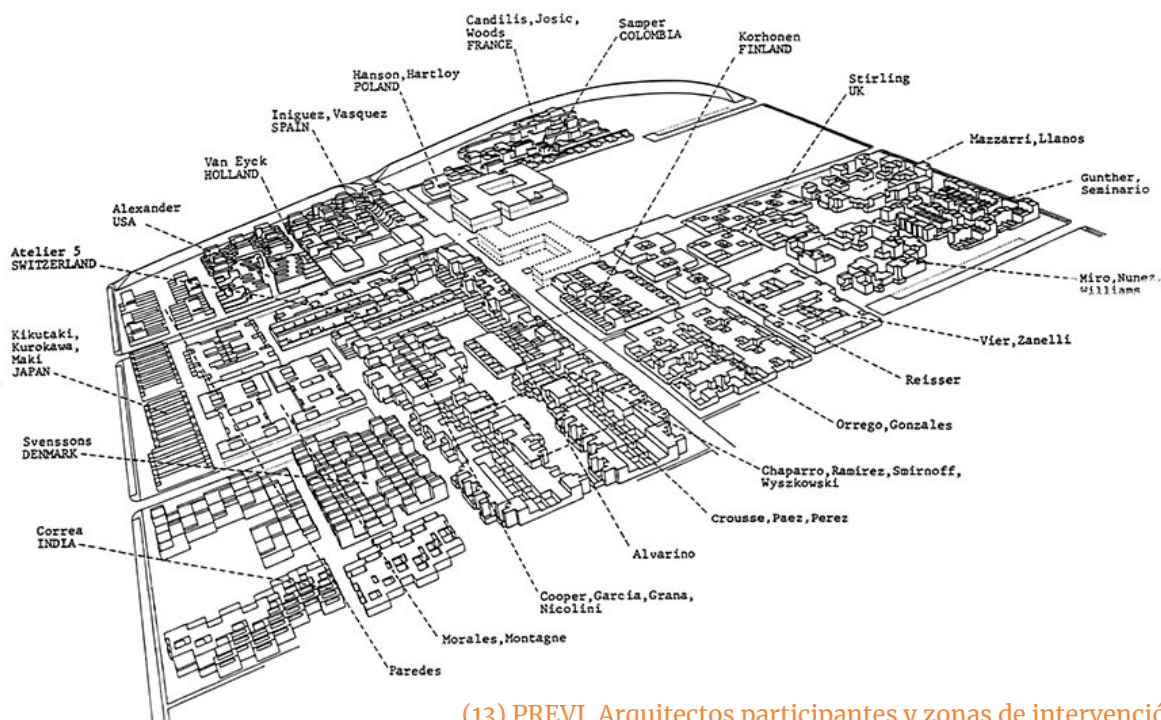 Candilis,Josic,
Woods
FRANCE
Samper
COLOMBIA
Korhonen
FINLAND
Hanson,Hartloy
POLAND
Stirling
UK
Iniguez,Vasquez
SPAIN
Mazzarri,Llanos
Van Eyck
HOLLAND
Gunther,
Seminario
Alexander
USA
Atelier 5
SWITZERLAND
Miro,Nunez,
Williams
Kikutaki,
Kurokawa,
Maki
JAPAN
Vier,Zanelli
Reisser
Orrego,Gonzales
Svenssons
DENMARK
Chaparro,Ramirez,Smirnoff,
Wyszkowski
Crousse,Paez,Perez
Correa
INDIA
Alvarino
Cooper,Garcia,Grana,
Nicolini
Morales,Montagne
Paredes
(13) PREVI. Arquitectos participantes y zonas de intervenció